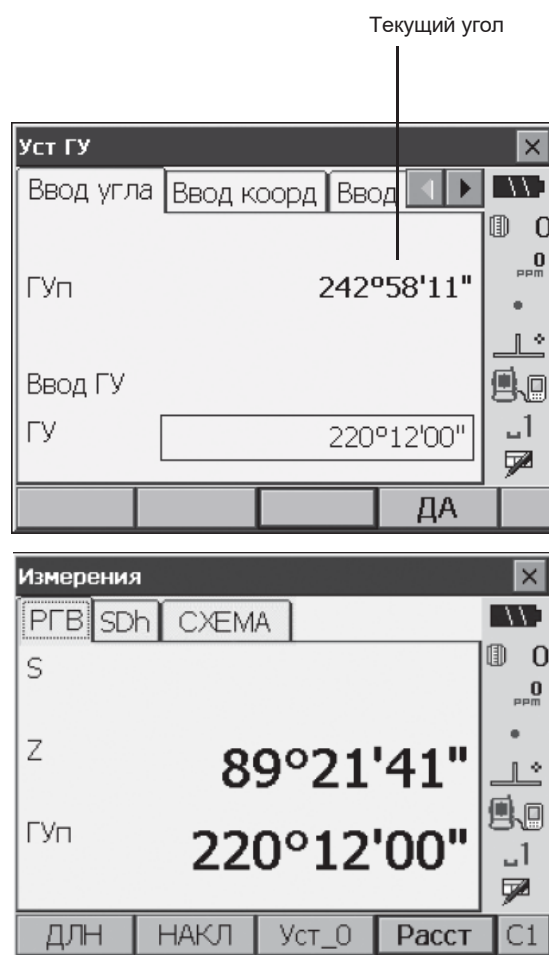 Текущий угол
Уст ГУ
Ввод угла Ввод коорд Ввод
0
0
ppm
ГУп 242°58'11"
Ввод ГУ
ГУ 220°12'00"
1
ДА
Измерения
РГВ SDh СХЕМА
S
0
0
ppm
Z 89°21'41"
ГУп 220°12'00"
1
ДЛН НАКЛ Уст_0 Расст С1